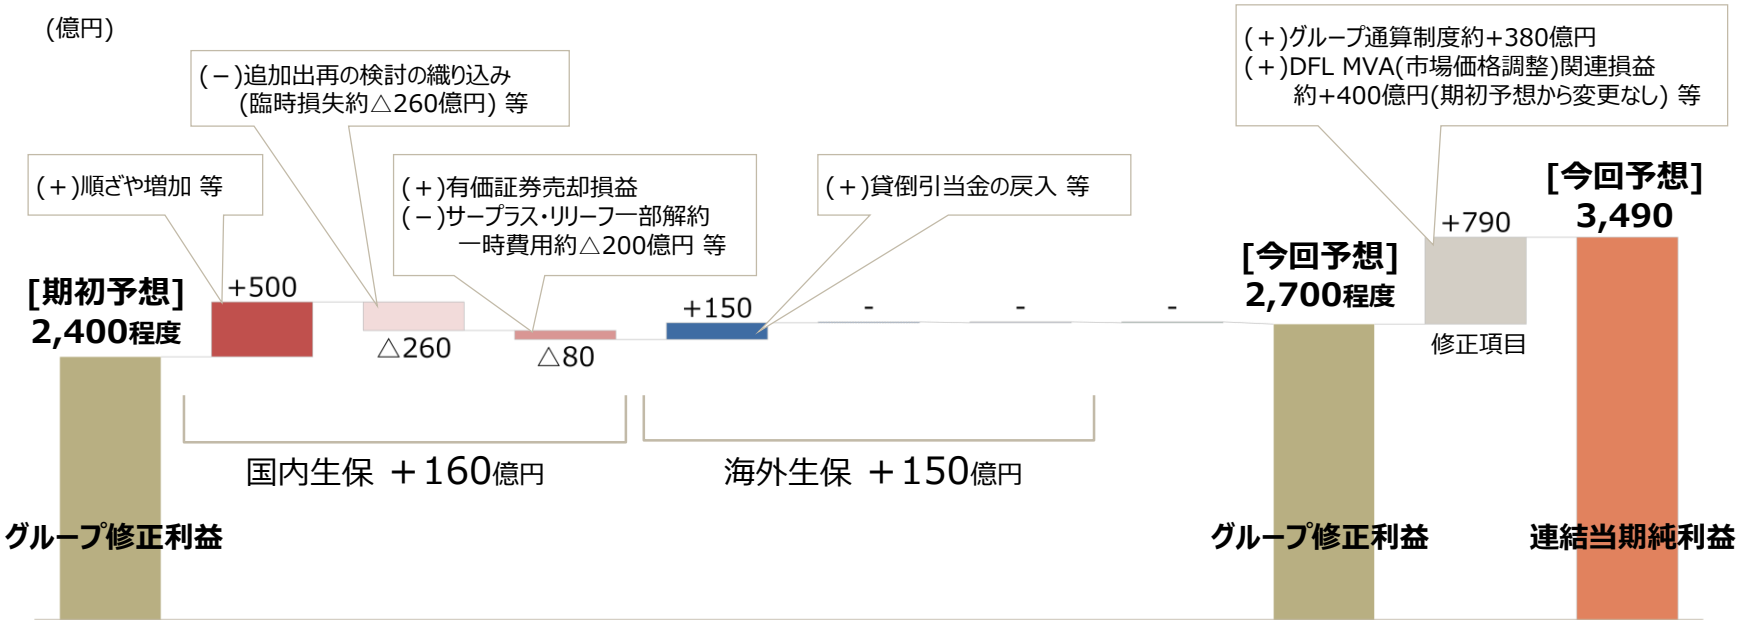 (億円)
(－)追加出再の検討の織り込み
(臨時損失約△260億円) 等
(＋)グループ通算制度約+380億円
(＋)DFL MVA(市場価格調整)関連損益
約+400億円(期初予想から変更なし) 等
(＋)順ざや増加 等
(＋)有価証券売却損益
(－)サープラス・リリーフ一部解約
一時費用約△200億円 等
(＋)貸倒引当金の戻入 等
[期初予想]
2,400程度
+500
△260
△80
+150
-
-
-
[今回予想]
2,700程度
+790
修正項目
[今回予想]
3,490
国内生保 ＋160億円
海外生保 ＋150億円
グループ修正利益
グループ修正利益
連結当期純利益